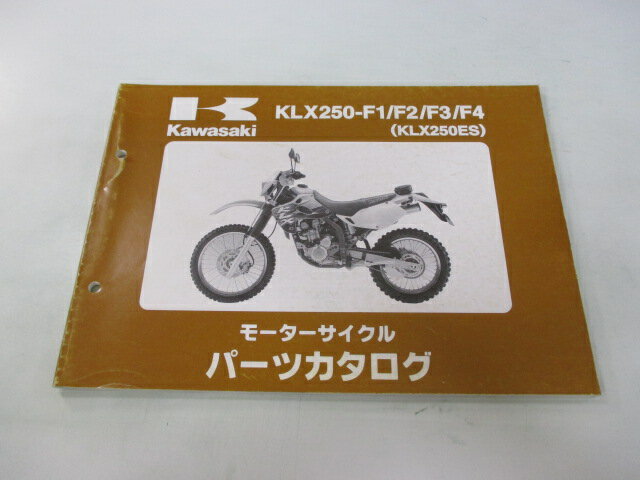 KLX250-F1/F2/F3/F4
Kawasaki
(KLX250ES)
モーターサイクル
パーツカタログ